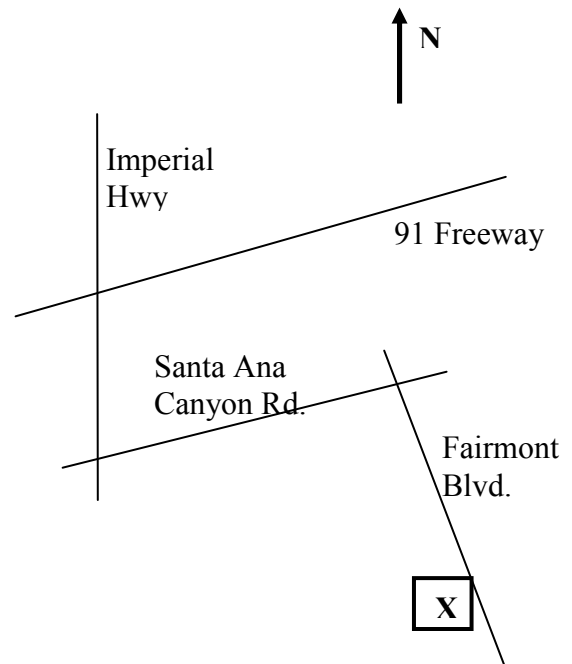 N
Imperial
Hwy
91 Freeway
Santa Ana
Canyon Rd.
Fairmont
Blvd.
X